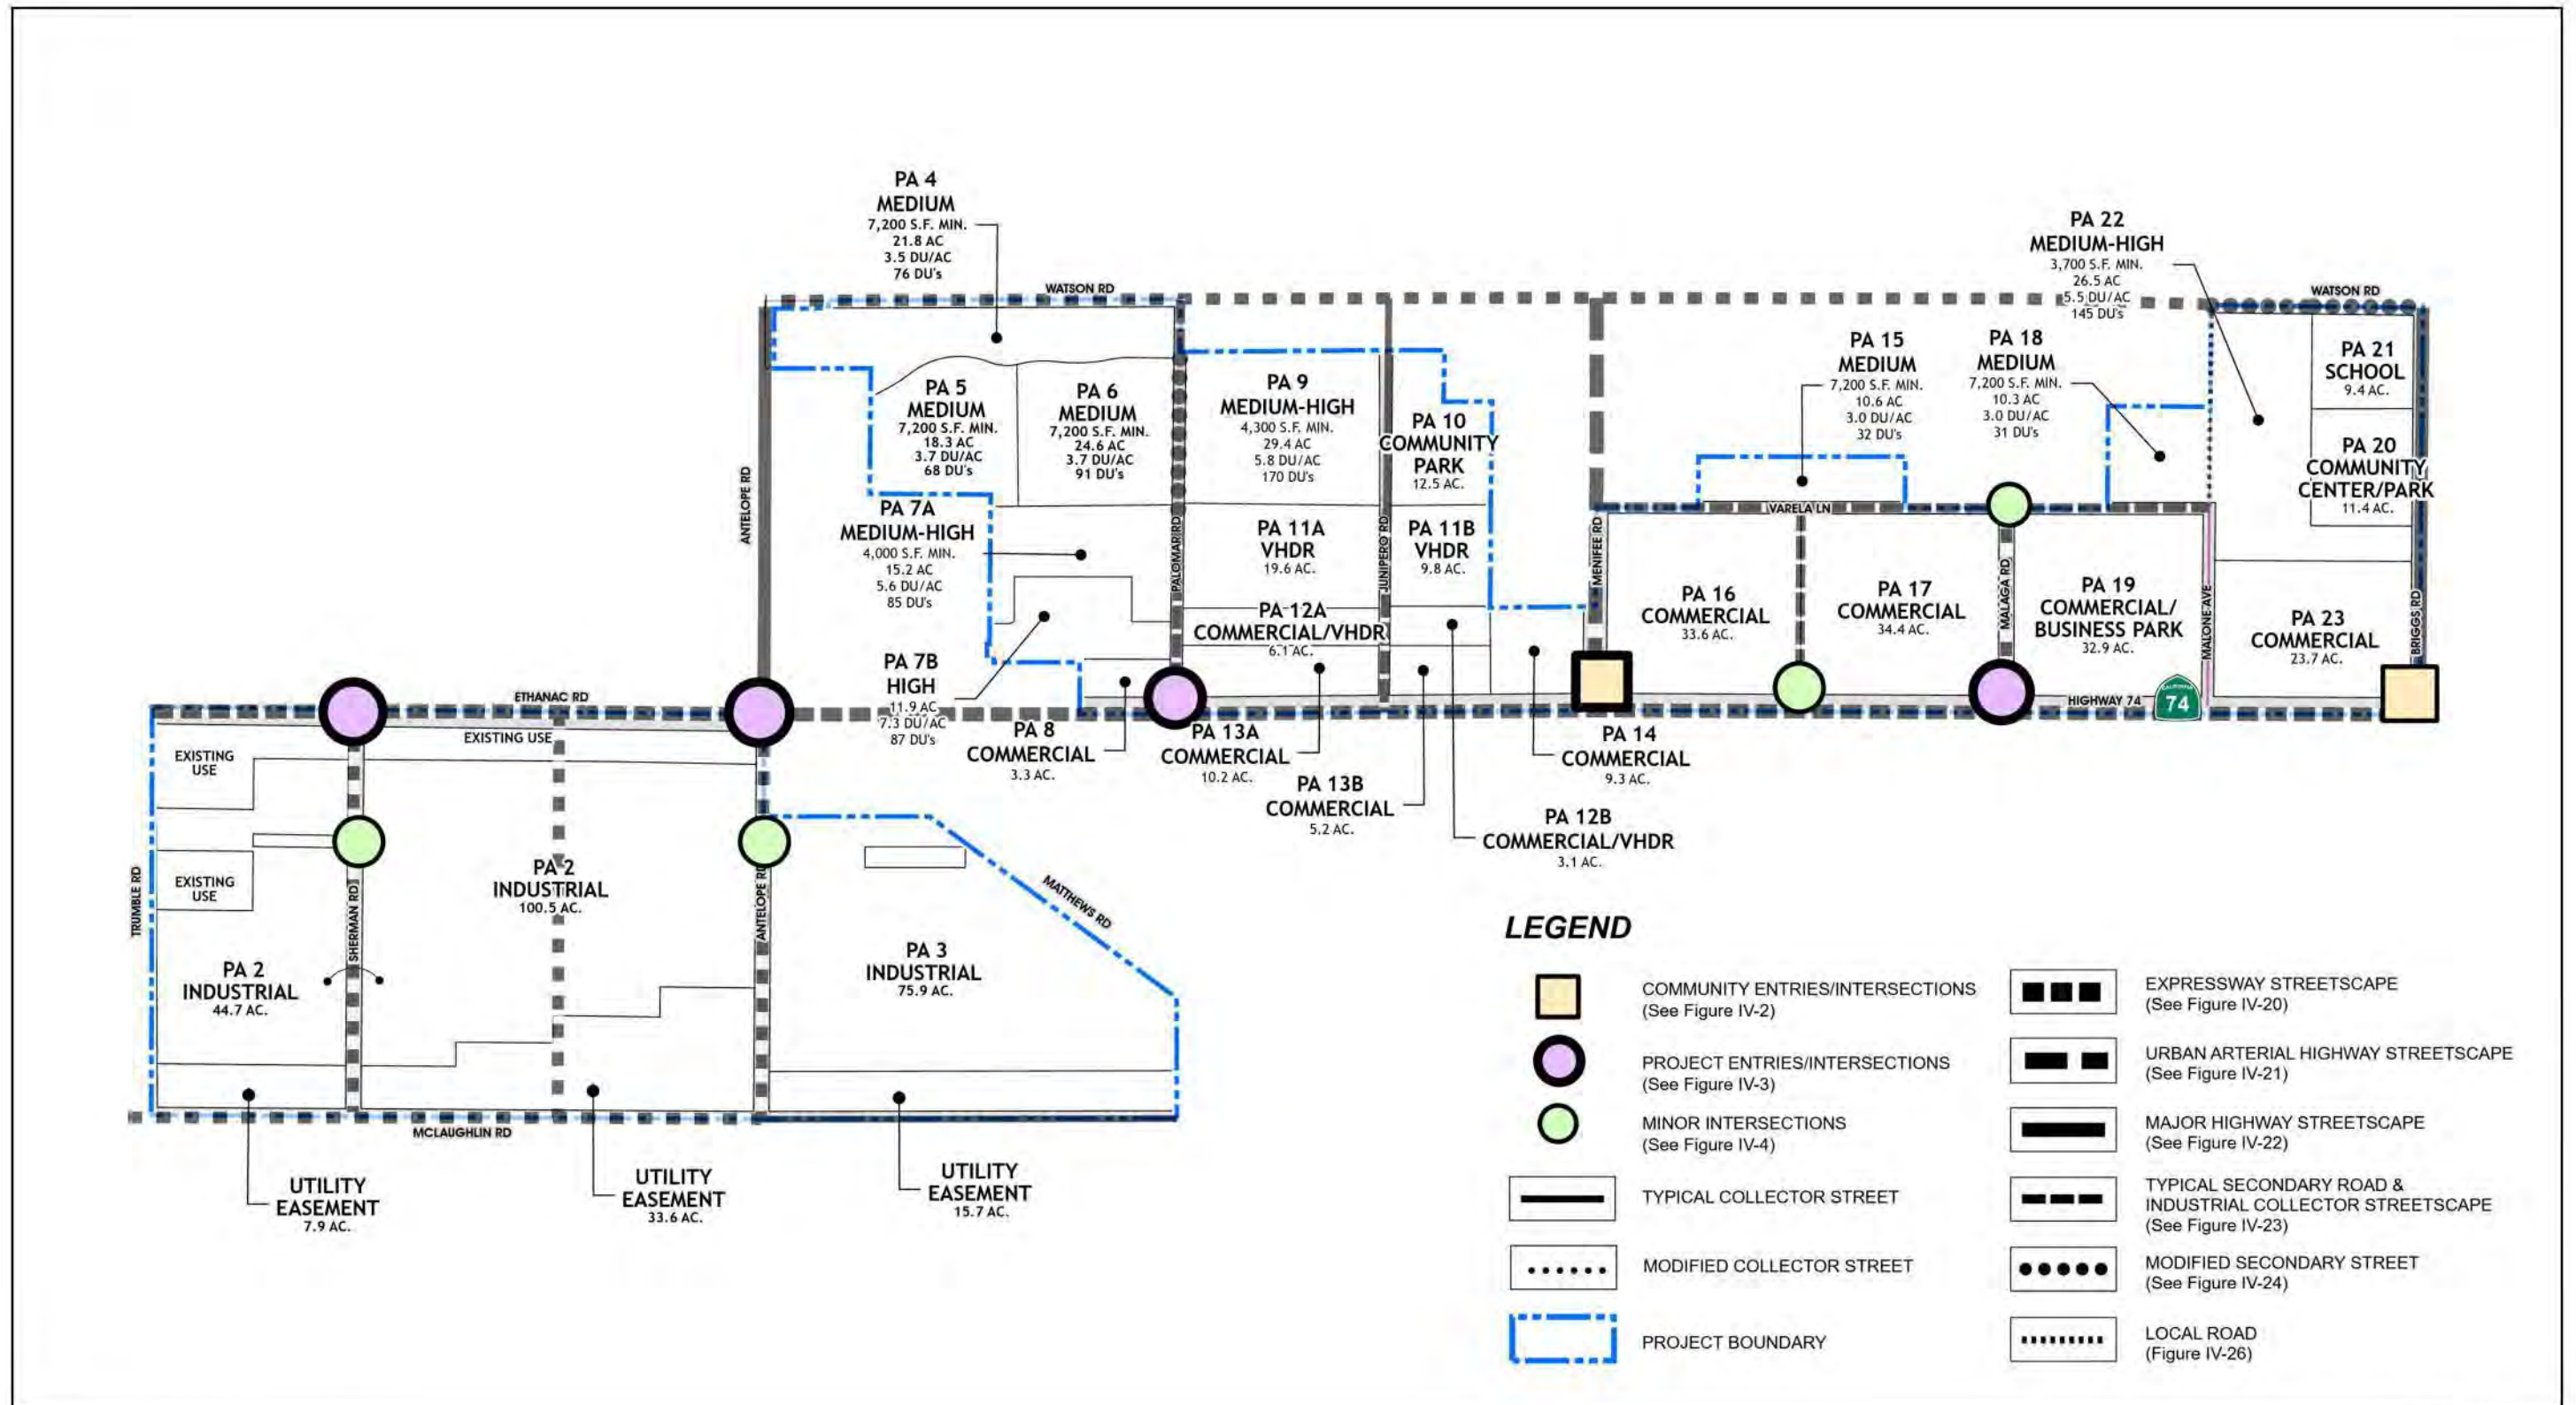 PA 4
MEDIUM
7,200 S.F. MIN.
21.8 AC
3.5 DU/AC
76 DU's
PA 22
MEDIUM-HIGH
3,700 S.F. MIN.
26.5 AC
5.5 DU/AC
145 DU's
WATSON RD
WATSON RD
PA 15
MEDIUM
7,200 S.F. MIN.
10.6 AC
3.0 DU/AC
32 DU's
PA 18
MEDIUM
7,200 S.F. MIN.
10.3 AC
3.0 DU/AC
31 DU's
PA 21
SCHOOL
9.4 AC.
PA 5
MEDIUM
7,200 S.F. MIN.
18.3 AC
3.7 DU/AC
68 DU's
PA 6
MEDIUM
7,200 S.F. MIN.
24.6 AC
3.7 DU/AC
91 DU's
PA 9
MEDIUM-HIGH
4,300 S.F. MIN.
29.4 AC
5.8 DU/AC
170 DU's
PA 10
COMMUNITY
PARK
12.5 AC.
PA 20
COMMUNITY
CENTER/PARK
11.4 AC.
ANTELOPE RD
PA 7A
MEDIUM-HIGH
4,000 S.F. MIN.
15.2 AC
5.6 DU/AC
85 DU's
PALOMAR RD
PA 11A
VHDR
19.6 AC.
JUNIPERO RD
PA 11B
VHDR
9.8 AC.
MENIFEE RD
VARELA LN
PA 16
COMMERCIAL
33.6 AC.
PA 17
COMMERCIAL
34.4 AC.
MALAGA RD
PA 19
COMMERCIAL/
BUSINESS PARK
32.9 AC.
MALONE AVE
PA 23
COMMERCIAL
23.7 AC.
BRIGGS RD
PA 12A
COMMERCIAL/VHDR
6.1 AC.
PA 7B
HIGH
11.9 AC
7.3 DU/AC
87 DU's
ETHANAC RD
HIGHWAY 74
CALIFORNIA
74
EXISTING USE
EXISTING
USE
PA 8
COMMERCIAL
3.3 AC.
PA 13A
COMMERCIAL
10.2 AC.
PA 14
COMMERCIAL
9.3 AC.
PA 13B
COMMERCIAL
5.2 AC.
PA 12B
COMMERCIAL/VHDR
3.1 AC.
EXISTING
USE
TRUMBLE RD
SHERMAN RD
PA 2
INDUSTRIAL
100.5 AC.
ANTELOPE RD
MATTHEWS RD
PA 2
INDUSTRIAL
44.7 AC.
PA 3
INDUSTRIAL
75.9 AC.
MCLAUGHLIN RD
UTILITY
EASEMENT
7.9 AC.
UTILITY
EASEMENT
33.6 AC.
UTILITY
EASEMENT
15.7 AC.
LEGEND
COMMUNITY ENTRIES/INTERSECTIONS
(See Figure IV-2)
PROJECT ENTRIES/INTERSECTIONS
(See Figure IV-3)
MINOR INTERSECTIONS
(See Figure IV-4)
TYPICAL COLLECTOR STREET
MODIFIED COLLECTOR STREET
PROJECT BOUNDARY
EXPRESSWAY STREETSCAPE
(See Figure IV-20)
URBAN ARTERIAL HIGHWAY STREETSCAPE
(See Figure IV-21)
MAJOR HIGHWAY STREETSCAPE
(See Figure IV-22)
TYPICAL SECONDARY ROAD &
INDUSTRIAL COLLECTOR STREETSCAPE
(See Figure IV-23)
MODIFIED SECONDARY STREET
(See Figure IV-24)
LOCAL ROAD
(Figure IV-26)